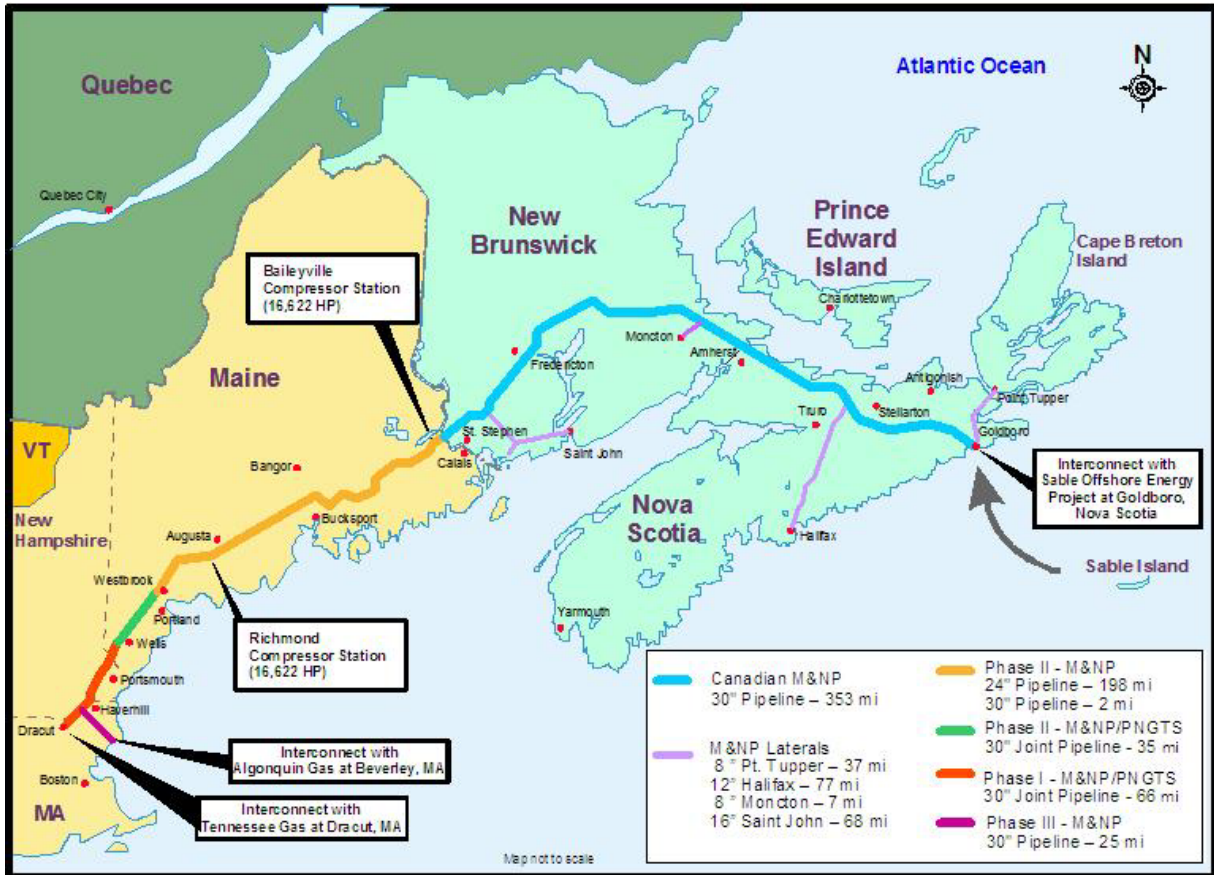 Quebec
Atlantic Ocean
N
Quebec City
New
Brunswick
Prince
Edward
Island
Cape Breton
Island
Baileyville
Compressor Station
(16,622 HP)
Charlottetown
Moncton
Amherst
Fredericton
Maine
Antigonish
Point Tupper
Truro
Stellarton
Goldboro
St. Stephen
Saint John
Calais
VT
Bangor
Interconnect with
Sable Offshore Energy
Project at Goldboro,
Nova Scotia
New
Hampshire
Bucksport
Nova
Scotia
Augusta
Halifax
Sable Island
Westbrook
Portland
Yarmouth
Wells
Richmond
Compressor Station
(16,622 HP)
Portsmouth
Haverhill
Dracut
Interconnect with
Algonquin Gas at Beverley, MA
Boston
MA
Interconnect with
Tennessee Gas at Dracut, MA
Map not to scale
Canadian M&NP
30" Pipeline – 353 mi
M&NP Laterals
8 " Pt. Tupper – 37 mi
12" Halifax – 77 mi
8 " Moncton – 7 mi
16" Saint John – 68 mi
Phase II - M&NP
24" Pipeline – 198 mi
30" Pipeline – 2 mi
Phase II – M&NP/PNGTS
30" Joint Pipeline - 35 mi
Phase I - M&NP/PNGTS
30" Joint Pipeline - 66 mi
Phase III - M&NP
30" Pipeline – 25 mi